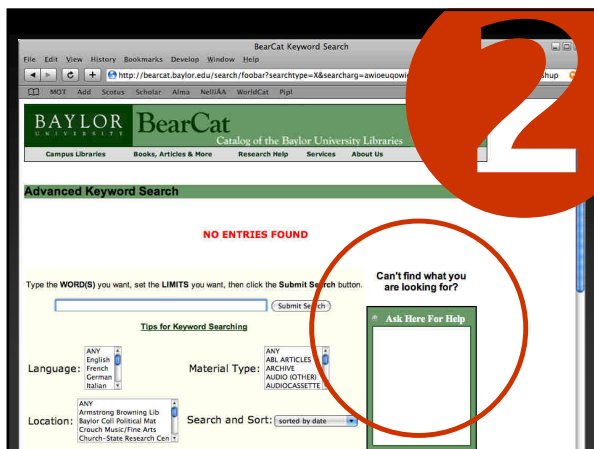 2
BearCat Keyword Search
File Edit View History Bookmarks Develop Window Help
http://bearcat.baylor.edu/search/foobar?searchtype=X&searcharg=awioeuqowi
MOT Add Scotus Scholar Alma NelliÄÄ WorldCat Pipl
BAYLOR
UNIVERSITY
BearCat
Catalog of the Baylor University Libraries
Campus Libraries Books, Articles & More Research Help Services About Us
Advanced Keyword Search
NO ENTRIES FOUND
Can't find what you
are looking for?
Type the WORD(S) you want, set the LIMITS you want, then click the Submit Search button.
Submit Search
Tips for Keyword Searching
Ask Here For Help
Language:
ANY
English
French
German
Italian
Material Type:
ANY
ABL ARTICLES
ARCHIVE
AUDIO (OTHER)
AUDIOCASSETTE
Location:
ANY
Armstrong Browning Lib
Baylor Coll Political Mat
Crouch Music/Fine Arts
Church-State Research Cen
Search and Sort: sorted by date